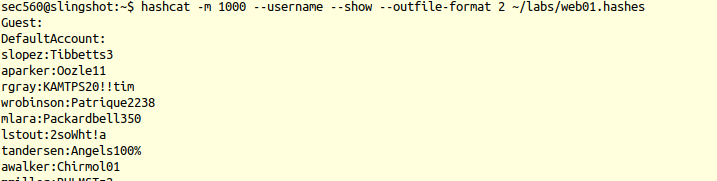 sec560@slingshot:~$ hashcat -m 1000 --username --show --outfile-format 2 ~/labs/web01.hashes
Guest:
DefaultAccount:
slopez:Tibbetts3
aparker:Oozle11
rgray:KAMTPS20!!tim
wrobinson:Patrique2238
mlara:Packardbell350
lstout:2soWht!a
tandersen:Angels100%
awalker:Chirmol01